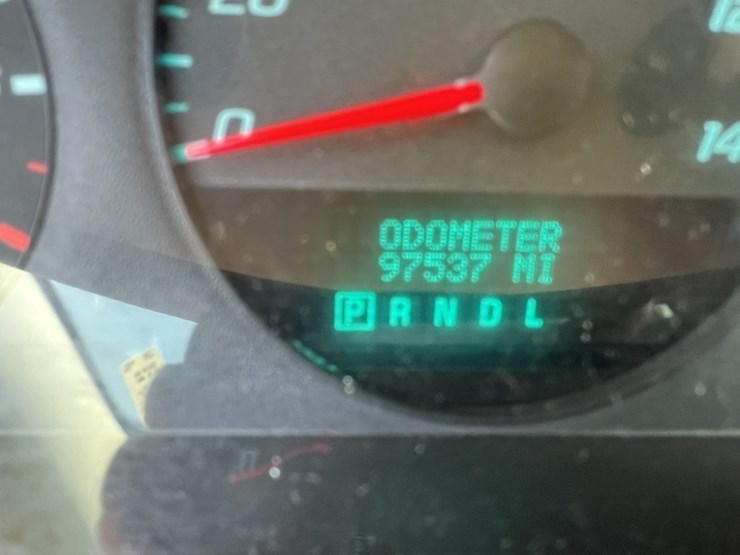 20
0
14
ODOMETER
97537 MI
P R N D L